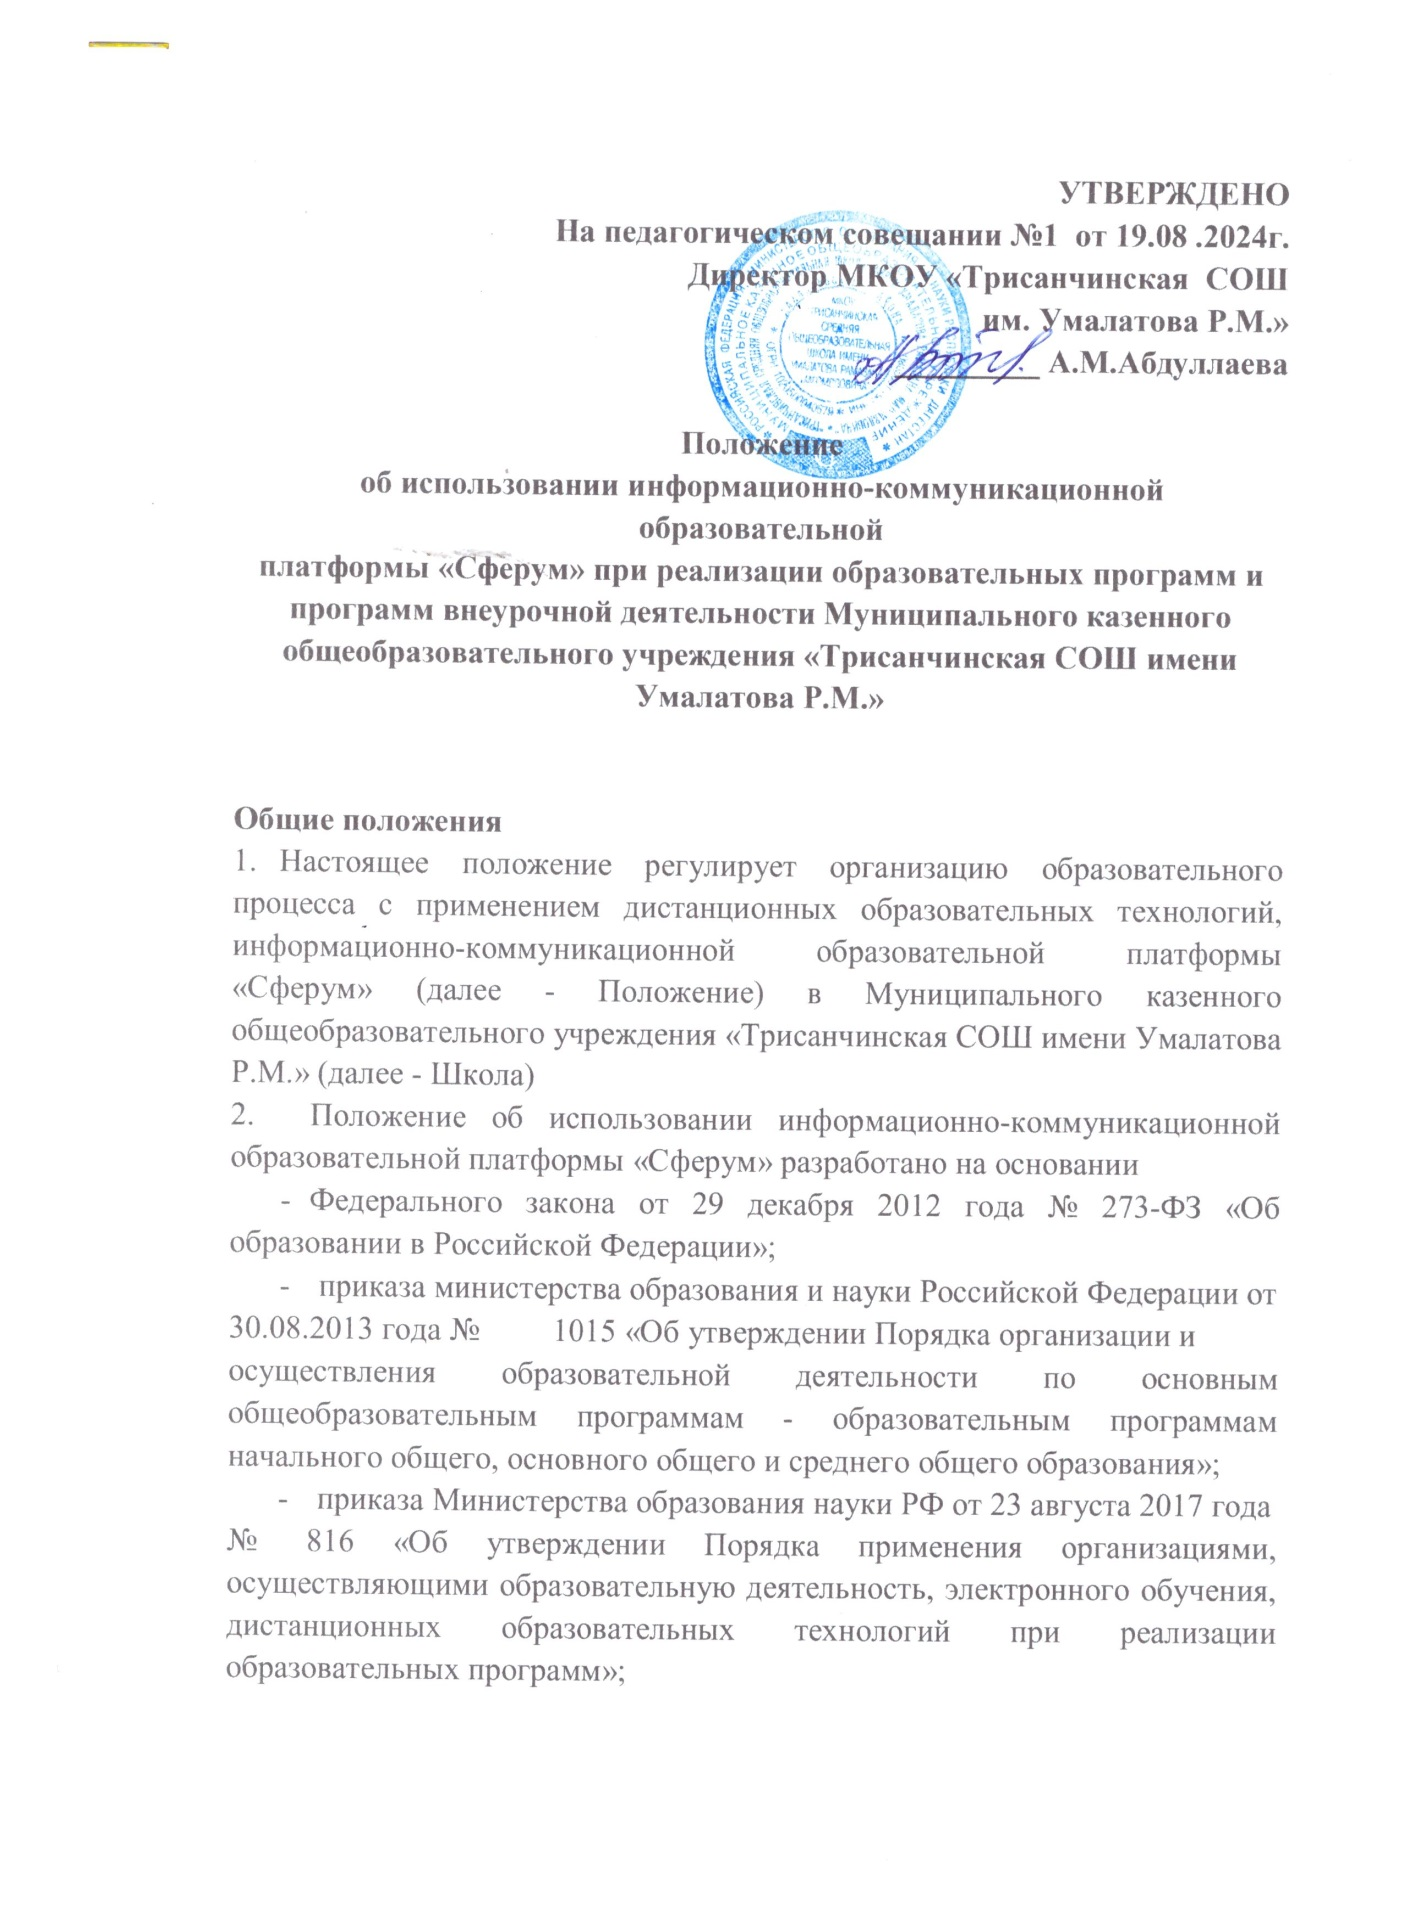 УТВЕРЖДЕНО
На педагогическом совещании №1 от 19.08 .2024г.
Директор МКОУ «Трисанчинская СОШ
им. Умалатова Р.М.»
__________ А.М.Абдуллаева
Положение
об использовании информационно-коммуникационной
образовательной
платформы «Сферум» при реализации образовательных программ и
программ внеурочной деятельности Муниципального казенного
общеобразовательного учреждения «Трисанчинская СОШ имени
Умалатова Р.М.»
Общие положения
1. Настоящее положение регулирует организацию образовательного
процесса с применением дистанционных образовательных технологий,
информационно-коммуникационной образовательной платформы
«Сферум» (далее - Положение) в Муниципального казенного
общеобразовательного учреждения «Трисанчинская СОШ имени Умалатова
Р.М.» (далее - Школа)
2. Положение об использовании информационно-коммуникационной
образовательной платформы «Сферум» разработано на основании
- Федерального закона от 29 декабря 2012 года № 273-ФЗ «Об
образовании в Российской Федерации»;
- приказа министерства образования и науки Российской Федерации от
30.08.2013 года № 1015 «Об утверждении Порядка организации и
осуществления образовательной деятельности по основным
общеобразовательным программам - образовательным программам
начального общего, основного общего и среднего общего образования»;
- приказа Министерства образования науки РФ от 23 августа 2017 года
№ 816 «Об утверждении Порядка применения организациями,
осуществляющими образовательную деятельность, электронного обучения,
дистанционных образовательных технологий при реализации
образовательных программ»;